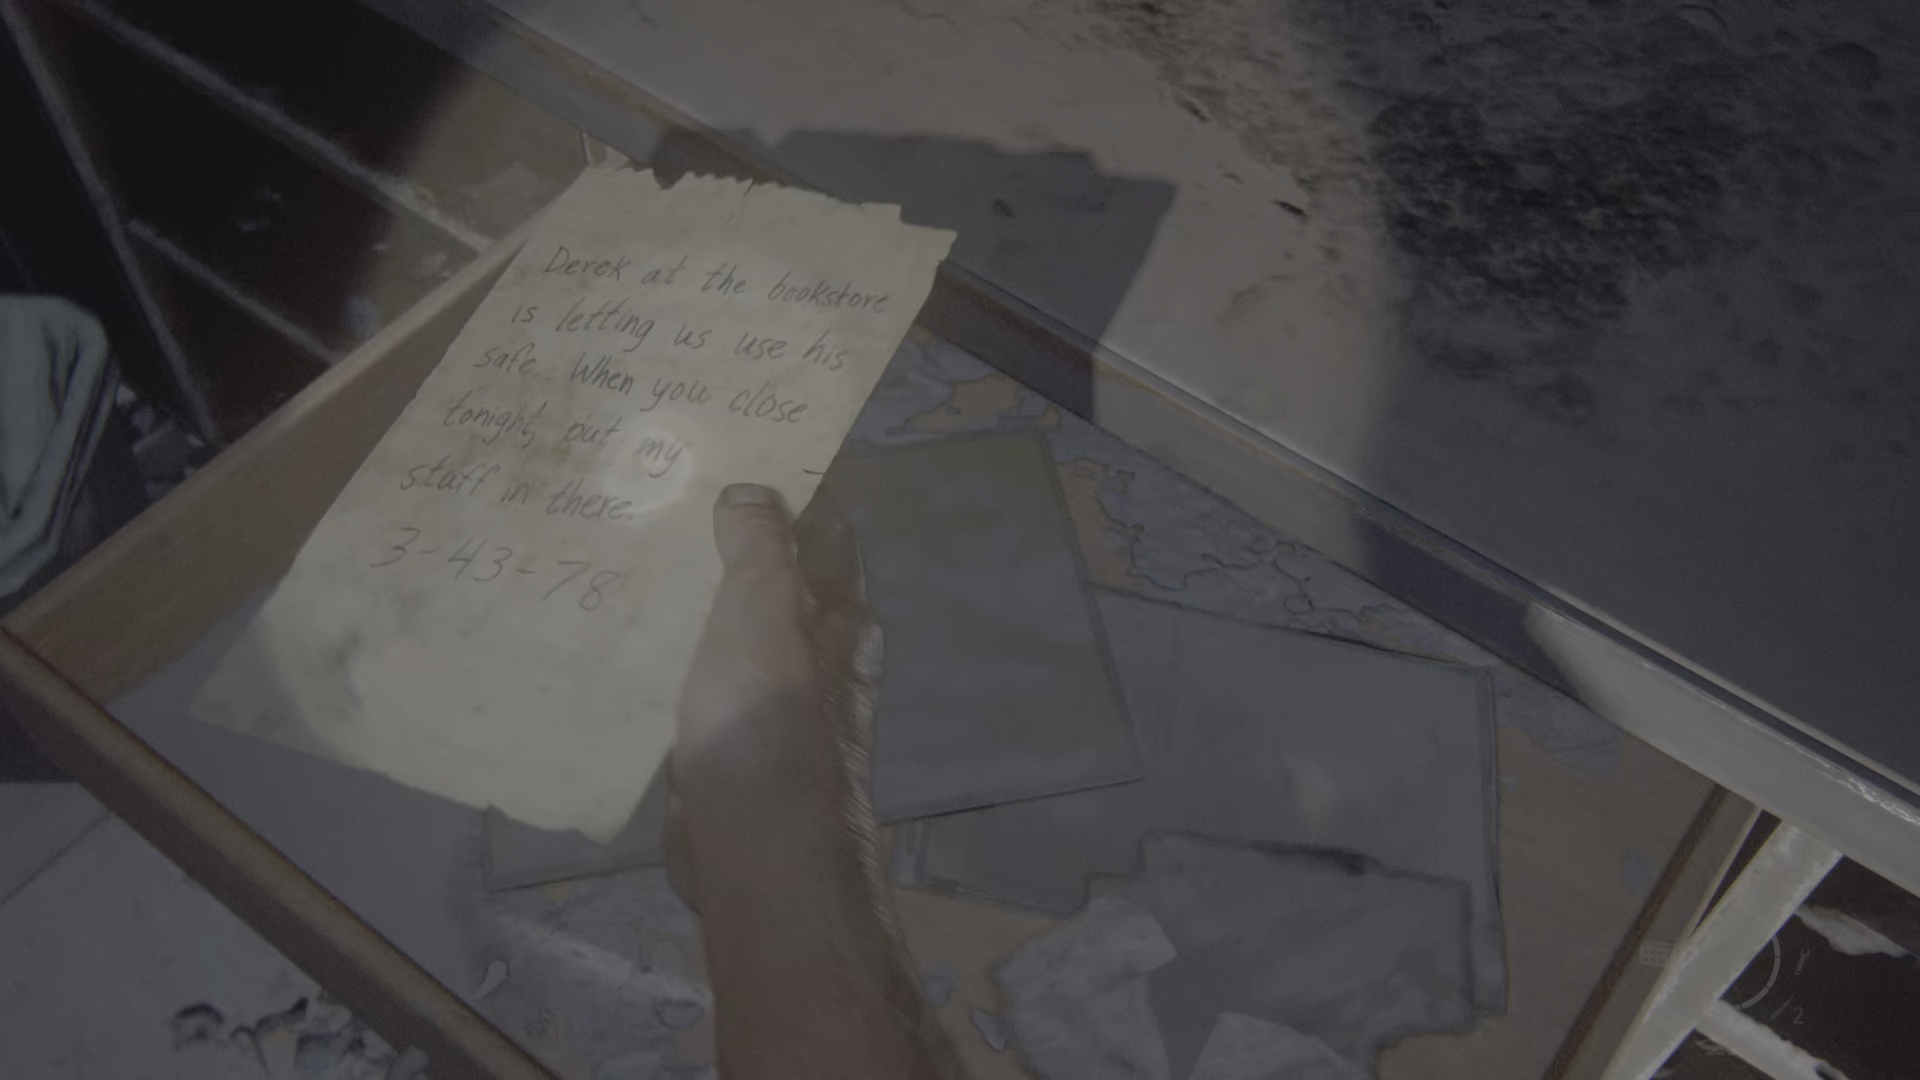 Derek at the bookstore
is letting us use his
safe. When you close
tonight, put my
stuff in there.
3-43-78
2